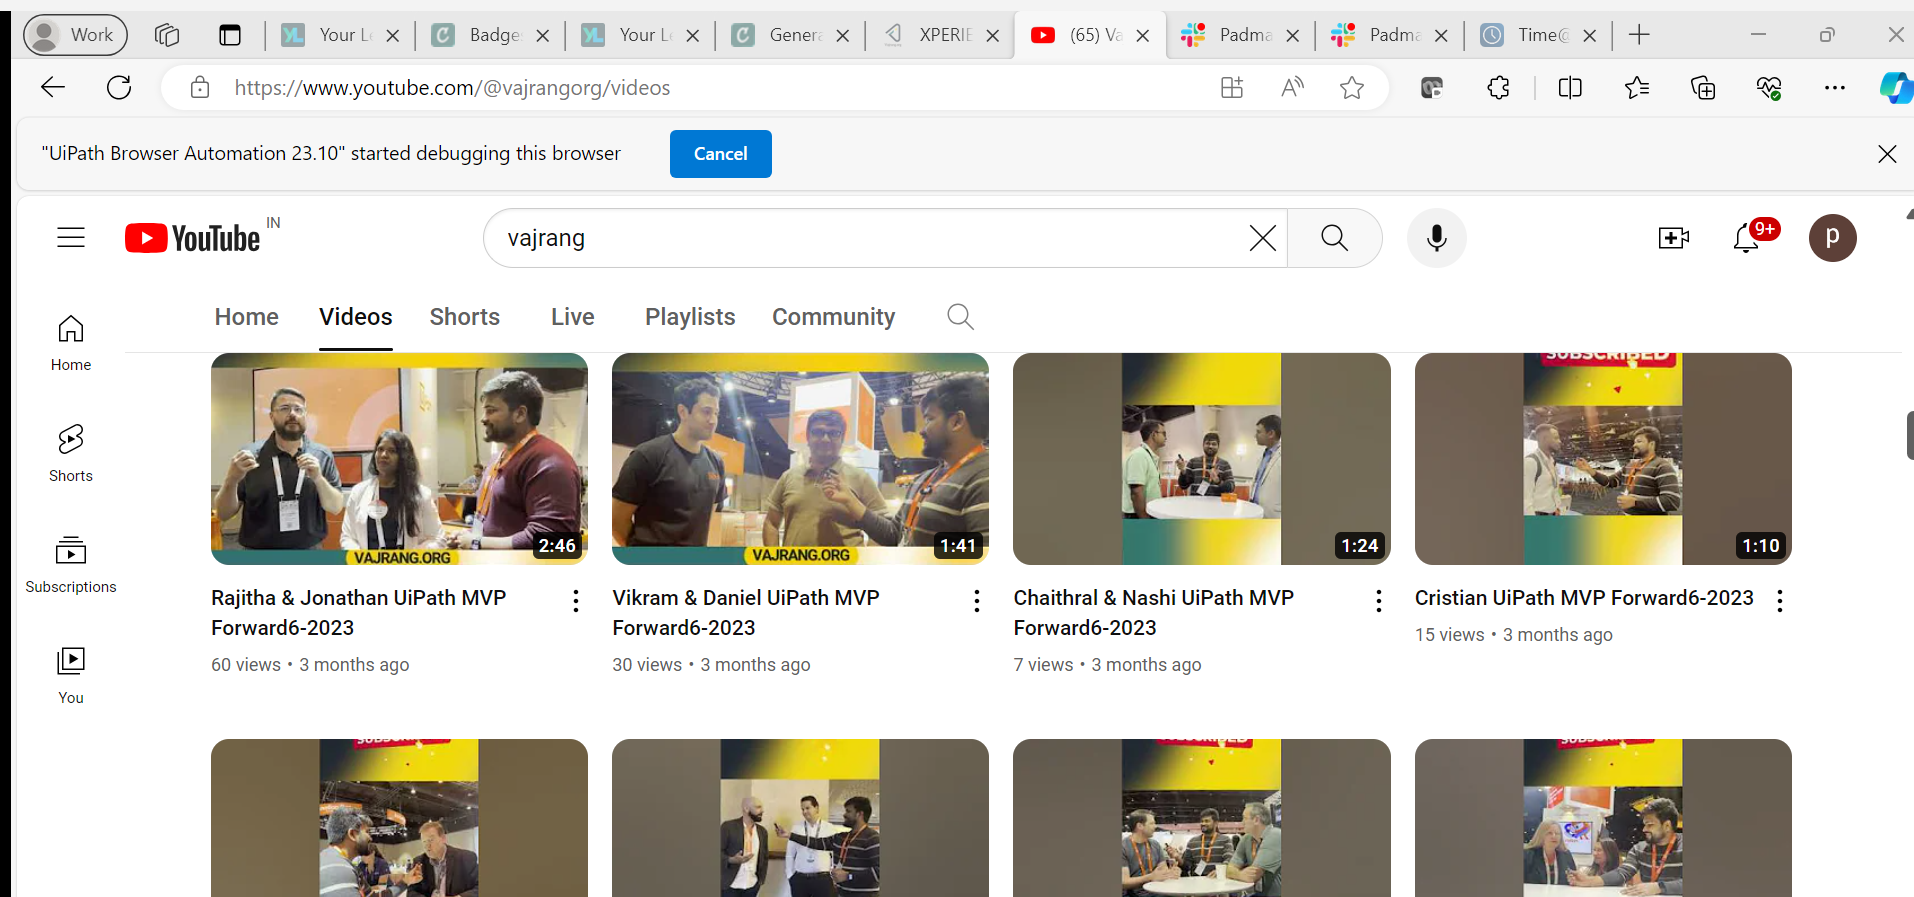 Work
Your Le
Badge
Your Le
Genera
XPERIE
(65) Va
Padma
Padma
Time@
https://www.youtube.com/@vajrangorg/videos
"UiPath Browser Automation 23.10" started debugging this browser
Cancel
YouTube IN
vajrang
9+
p
Home
Videos
Shorts
Live
Playlists
Community
Home
Shorts
Subscriptions
You
VAJRANG.ORG
2:46
VAJRANG.ORG
1:41
1:24
SUBSCRIBED
1:10
Rajitha & Jonathan UiPath MVP
Forward6-2023
60 views • 3 months ago
Vikram & Daniel UiPath MVP
Forward6-2023
30 views • 3 months ago
Chaithral & Nashi UiPath MVP
Forward6-2023
7 views • 3 months ago
Cristian UiPath MVP Forward6-2023
15 views • 3 months ago
SUBSCRIBED
SUBSCRIBED
SUBSCRIBED